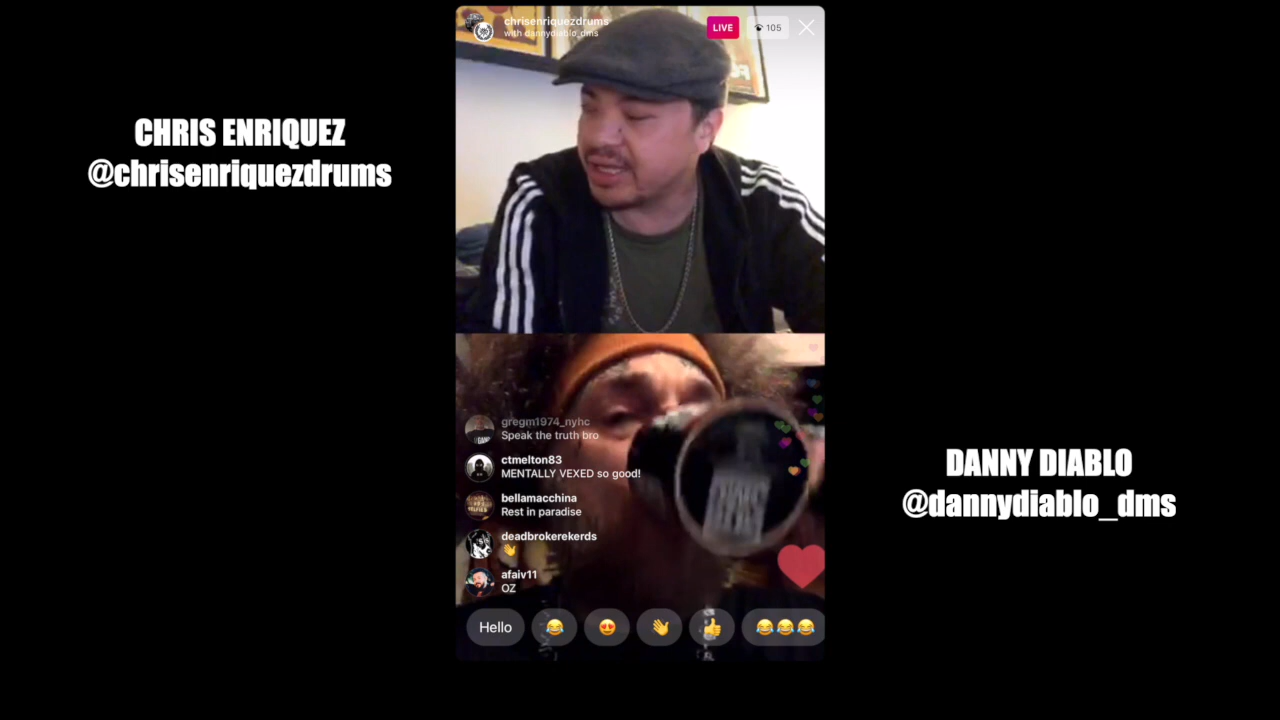 chrisenriquezdrums
with dannydiablo_dms
LIVE
105
CHRIS ENRIQUEZ
@chrisenriquezdrums
gregm1974_nyhc
Speak the truth bro
ctmelton83
MENTALLY VEXED so good!
bellamacchina
Rest in paradise
deadbrokerekerds
👋
afaiv11
OZ
DANNY DIABLO
@dannydiablo_dms
Hello
😂
😍
👋
👍
😂😂😂